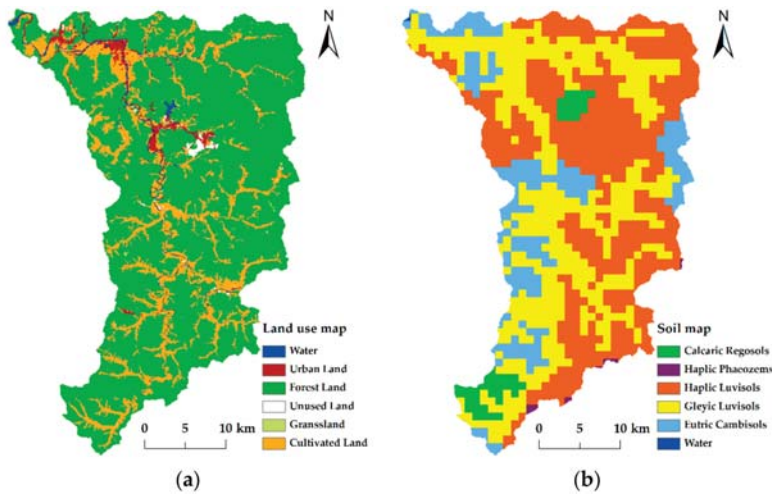 N
N
Land use map
Water
Urban Land
Forest Land
Unused Land
Granssland
Cultivated Land
0 5 10 km
(a)
Soil map
Calcaric Regosols
Haplic Phaeozems
Haplic Luvisols
Gleyic Luvisols
Eutric Cambisols
Water
0 5 10 km
(b)